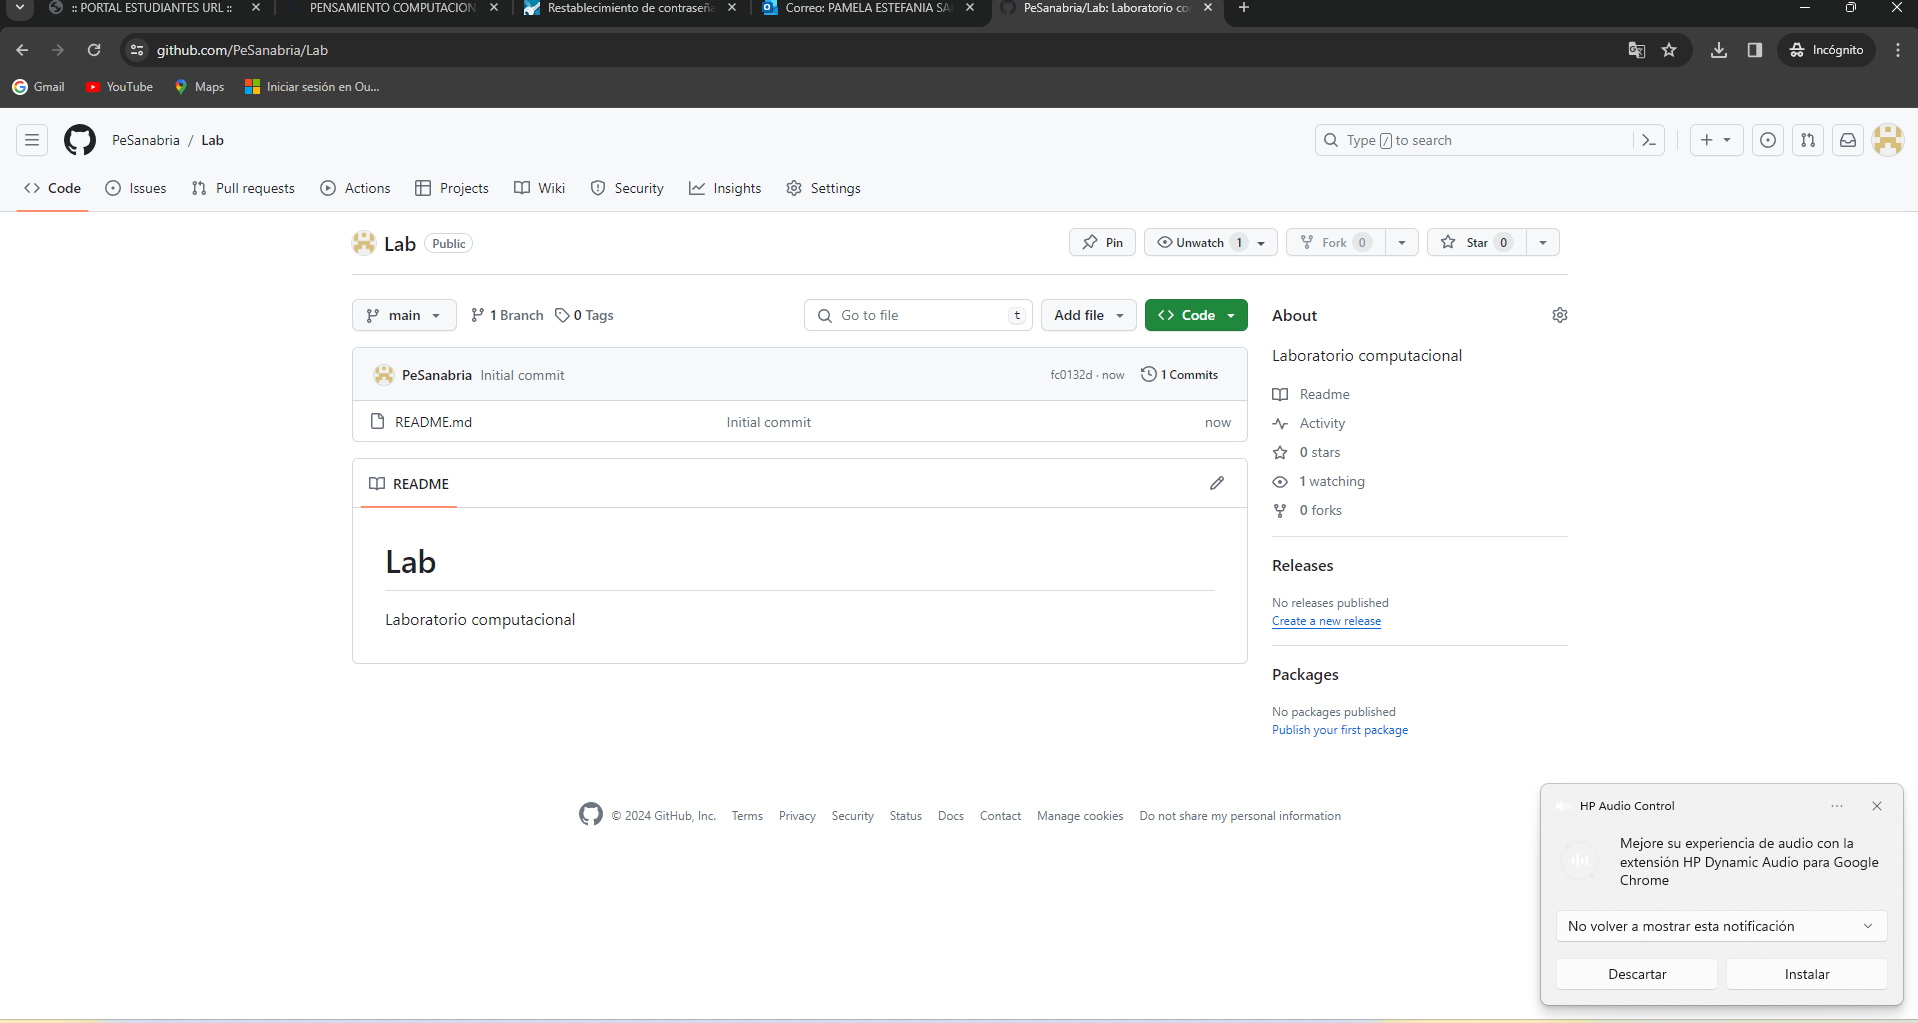 :: PORTAL ESTUDIANTES URL ::
PENSAMIENTO COMPUTACION
Restablecimiento de contraseña
Correo: PAMELA ESTEFANIA SA
PeSanabria/Lab: Laboratorio co
github.com/PeSanabria/Lab
Incógnito
Gmail
YouTube
Maps
Iniciar sesión en Ou...
PeSanabria / Lab
Type / to search
Code
Issues
Pull requests
Actions
Projects
Wiki
Security
Insights
Settings
Lab Public
Pin
Unwatch 1
Fork 0
Star 0
main
1 Branch
0 Tags
Go to file t
Add file
Code
PeSanabria Initial commit
fc0132d · now
1 Commits
README.md
Initial commit
now
README
Lab
Laboratorio computacional
About
Laboratorio computacional
Readme
Activity
0 stars
1 watching
0 forks
Releases
No releases published
Create a new release
Packages
No packages published
Publish your first package
© 2024 GitHub, Inc.
Terms
Privacy
Security
Status
Docs
Contact
Manage cookies
Do not share my personal information
HP Audio Control
Mejore su experiencia de audio con la
extensión HP Dynamic Audio para Google
Chrome
No volver a mostrar esta notificación
Descartar
Instalar